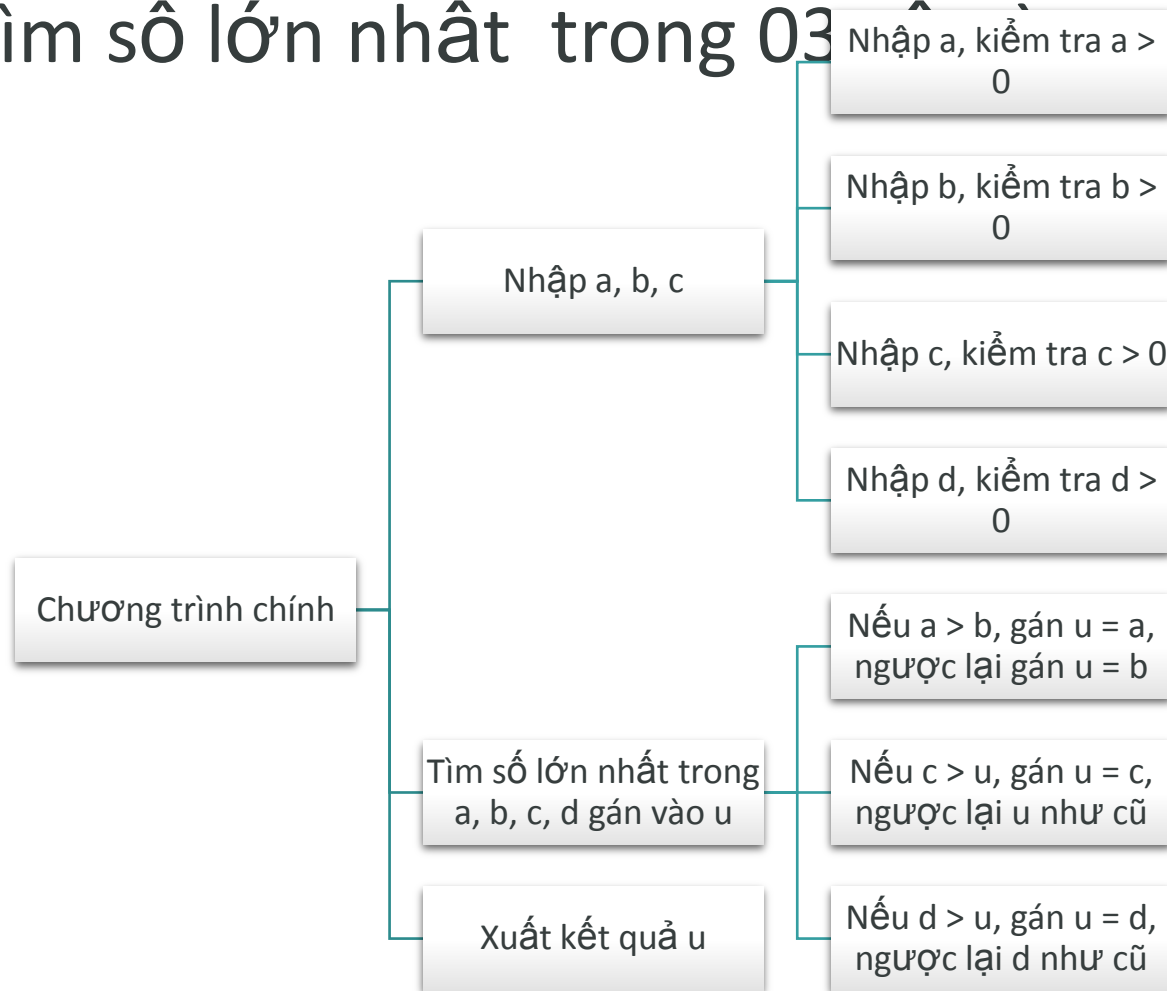 ìm số lớn nhất trong 03
Nhập a, kiểm tra a >
0
Nhập b, kiểm tra b >
0
Nhập a, b, c
Nhập c, kiểm tra c > 0
Nhập d, kiểm tra d >
0
Chương trình chính
Nếu a > b, gán u = a,
ngược lại gán u = b
Tìm số lớn nhất trong
a, b, c, d gán vào u
Nếu c > u, gán u = c,
ngược lại u như cũ
Xuất kết quả u
Nếu d > u, gán u = d,
ngược lại d như cũ